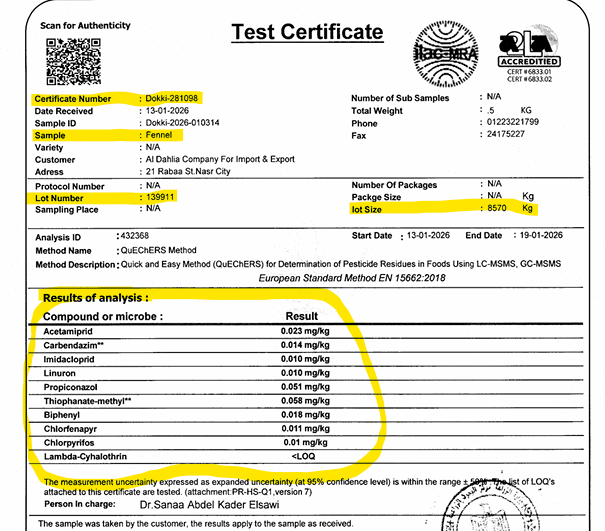 Scan for Authenticity
Test Certificate
ilac-MRA
ACCREDITED
CERT #6833.01
CERT #6833.02
Certificate Number : Dokki-281098
Date Received : 13-01-2026
Sample ID : Dokki-2026-010314
Sample : Fennel
Variety : N/A
Customer : Al Dahlia Company For Import & Export
Adress : 21 Rabaa St.Nasr City
Number of Sub Samples : N/A
Total Weight : .5 KG
Phone : 01223221799
Fax : 24175227
Protocol Number : N/A
Lot Number : 139911
Sampling Place : N/A
Number Of Packages : N/A
Packge Size : N/A Kg
lot Size : 8570 Kg
Analysis ID : 432368
Start Date : 13-01-2026 End Date : 19-01-2026
Method Name : QuEChERS Method
Method Description : Quick and Easy Method (QuEChERS) for Determination of Pesticide Residues in Foods Using LC-MSMS, GC-MSMS
European Standard Method EN 15662:2018
Results of analysis :
Compound or microbe : Result
Acetamiprid 0.023 mg/kg
Carbendazim** 0.014 mg/kg
Imidacloprid 0.010 mg/kg
Linuron 0.010 mg/kg
Propiconazol 0.051 mg/kg
Thiophanate-methyl** 0.058 mg/kg
Biphenyl 0.018 mg/kg
Chlorfenapyr 0.011 mg/kg
Chlorpyrifos 0.01 mg/kg
Lambda-Cyhalothrin <LOQ
The measurement uncertainty expressed as expanded uncertainty (at 95% confidence level) is within the range ± 50%. The list of LOQ's
attached to this certificate are tested. (attachment:PR-HS-Q1,version 7)
Person in charge: Dr.Sanaa Abdel Kader Elsawi
The sample was taken by the customer, the results apply to the sample as received.